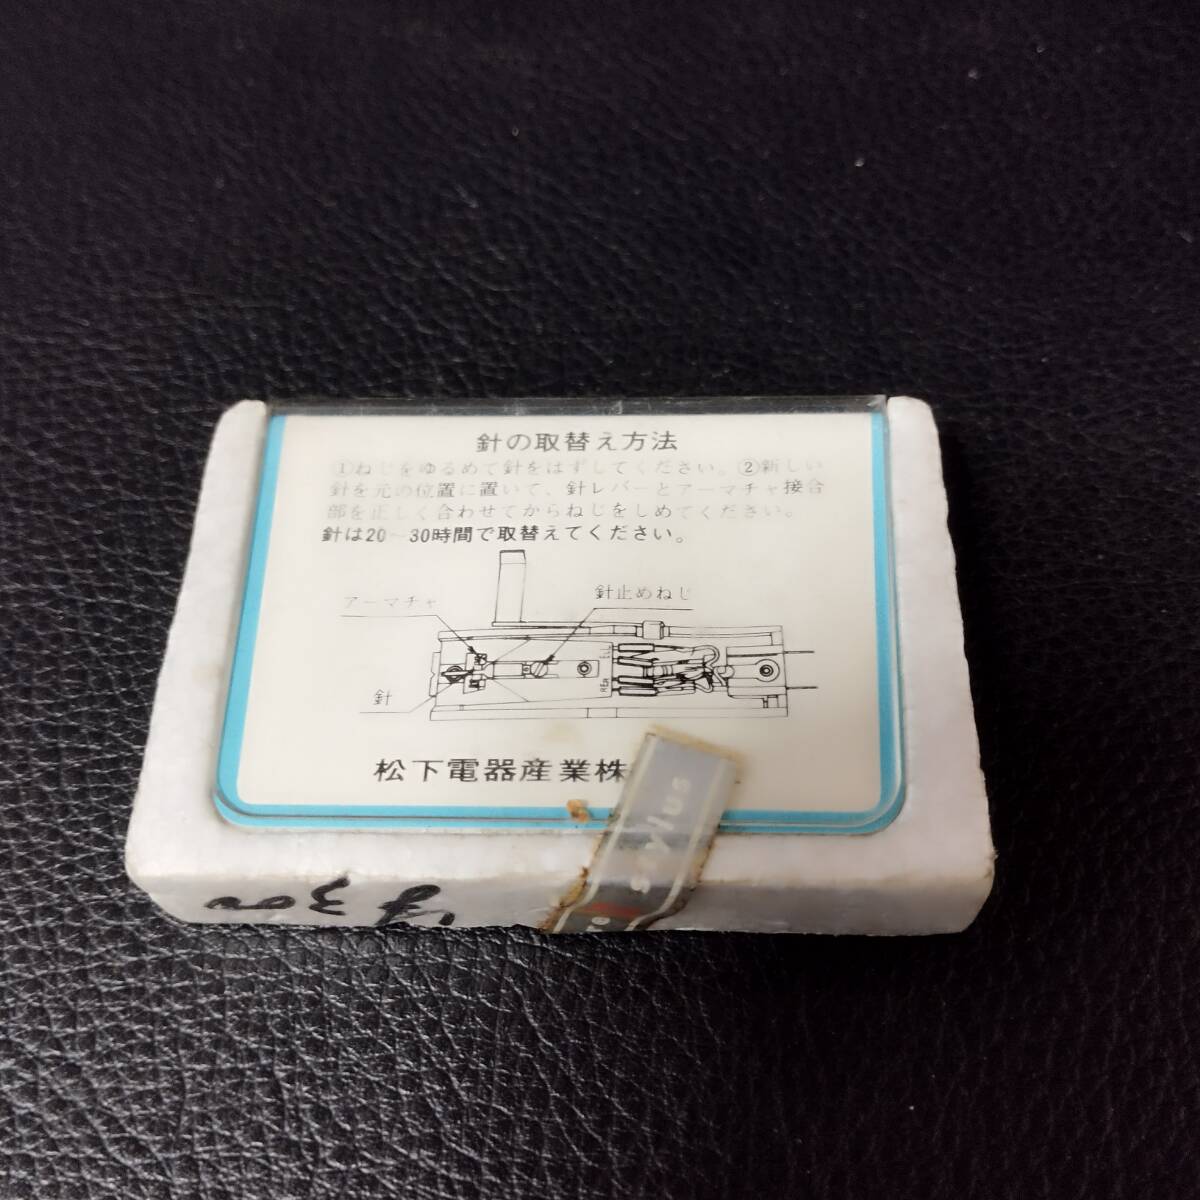 針の取替え方法
①ねじをゆるめて針をはずしてください。②新しい
針を元の位置に置いて、針レバーとアーマチャ接合
部を正しく合わせてからねじをしめてください。
針は20～30時間で取替えてください。
アーマチャ
針止めねじ
針
松下電器産業株
stylus